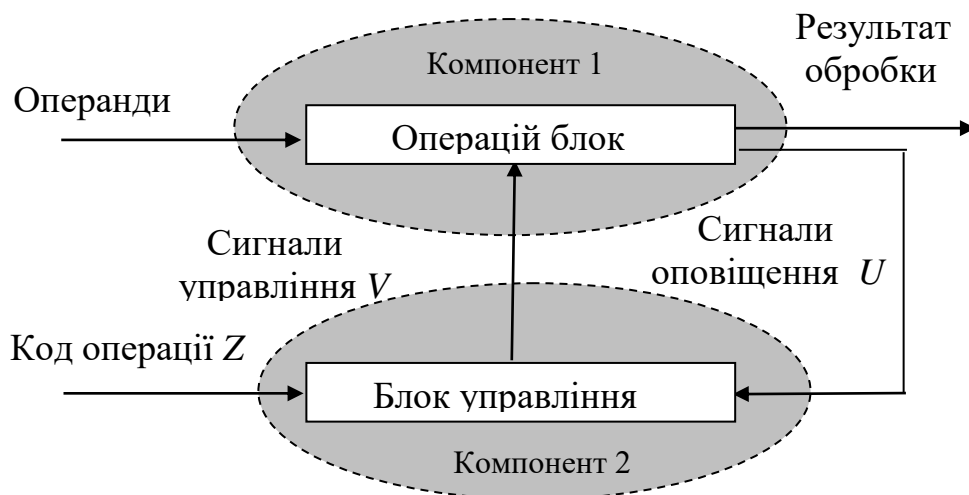 Компонент 1
Результат
обробки
Операнди
Операцій блок
Сигнали
управління V
Сигнали
оповіщення U
Код операції Z
Блок управління
Компонент 2